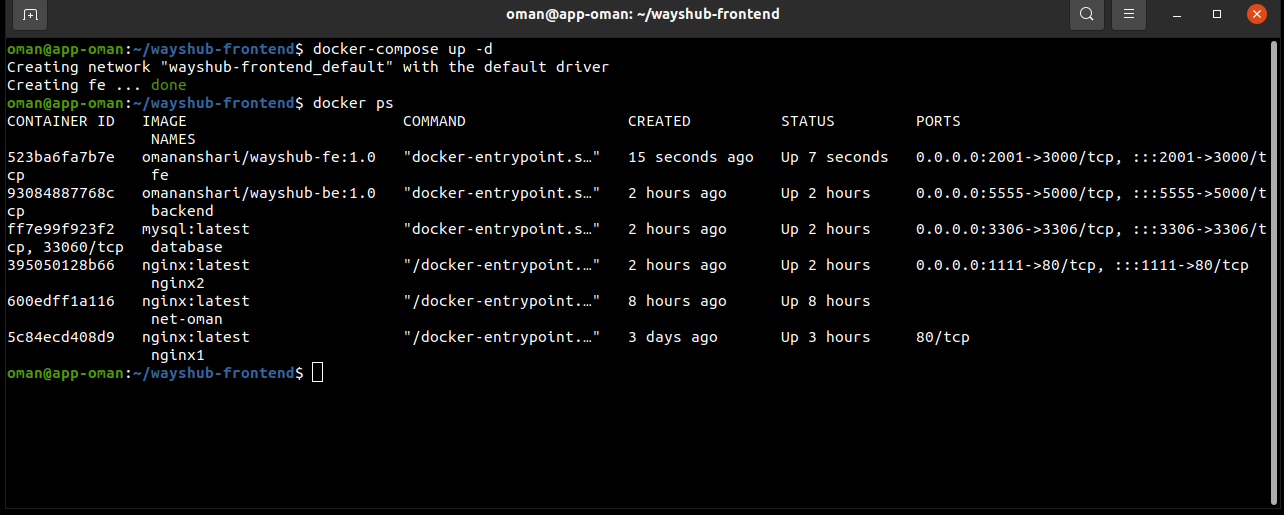 oman@app-oman: ~/wayshub-frontend
oman@app-oman:~/wayshub-frontend$ docker-compose up -d
Creating network "wayshub-frontend_default" with the default driver
Creating fe ... done
oman@app-oman:~/wayshub-frontend$ docker ps
CONTAINER ID   IMAGE                        COMMAND                  CREATED          STATUS         PORTS
                NAMES
523ba6fa7b7e   omananshari/wayshub-fe:1.0   "docker-entrypoint.s…"   15 seconds ago   Up 7 seconds   0.0.0.0:2001->3000/tcp, :::2001->3000/t
cp              fe
93084887768c   omananshari/wayshub-be:1.0   "docker-entrypoint.s…"   2 hours ago      Up 2 hours     0.0.0.0:5555->5000/tcp, :::5555->5000/t
cp              backend
ff7e99f923f2   mysql:latest                 "docker-entrypoint.s…"   2 hours ago      Up 2 hours     0.0.0.0:3306->3306/tcp, :::3306->3306/t
cp, 33060/tcp   database
395050128b66   nginx:latest                 "/docker-entrypoint.…"   2 hours ago      Up 2 hours     0.0.0.0:1111->80/tcp, :::1111->80/tcp
                nginx2
600edff1a116   nginx:latest                 "/docker-entrypoint.…"   8 hours ago      Up 8 hours
                net-oman
5c84ecd408d9   nginx:latest                 "/docker-entrypoint.…"   3 days ago       Up 3 hours     80/tcp
                nginx1
oman@app-oman:~/wayshub-frontend$